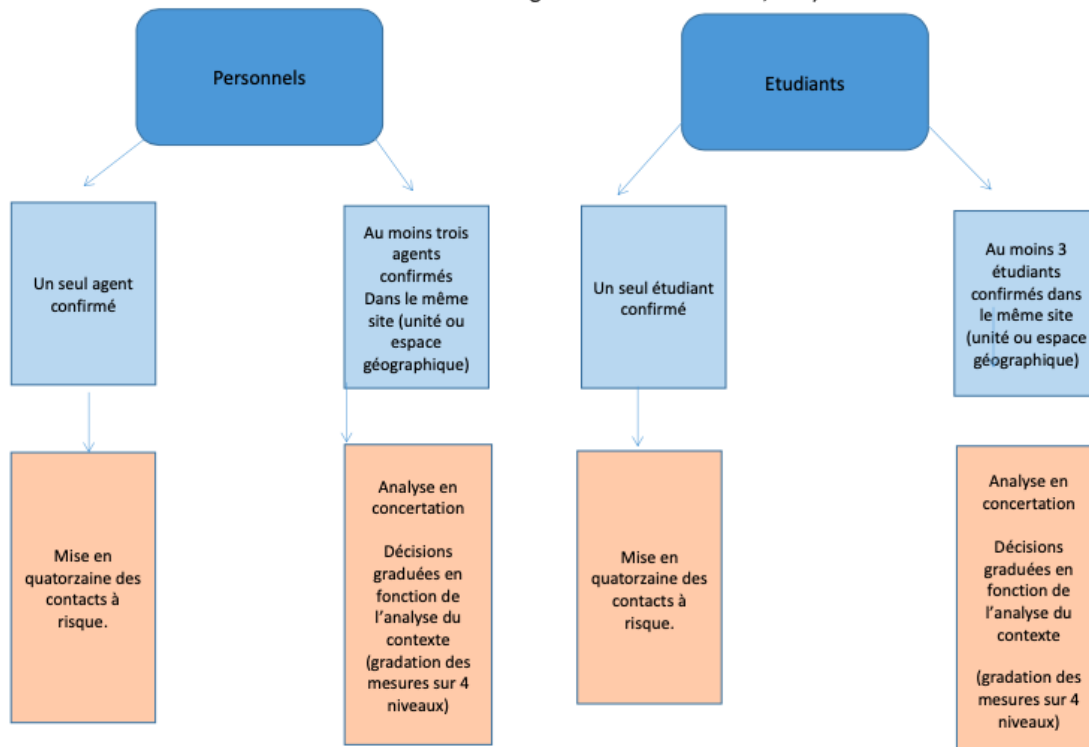 Personnels
Etudiants
Un seul agent
confirmé
Au moins trois
agents
confirmés
Dans le même
site (unité ou
espace
géographique)
Un seul étudiant
confirmé
Au moins 3
étudiants
confirmés dans
le même site
(unité ou espace
géographique)
Mise en
quatorzaine des
contacts à
risque.
Analyse en
concertation
Décisions
graduées en
fonction de
l'analyse du
contexte
(gradation des
mesures sur 4
niveaux)
Mise en
quatorzaine des
contacts à
risque.
Analyse en
concertation
Décisions
graduées en
fonction de
l'analyse du
contexte
(gradation des
mesures sur 4
niveaux)